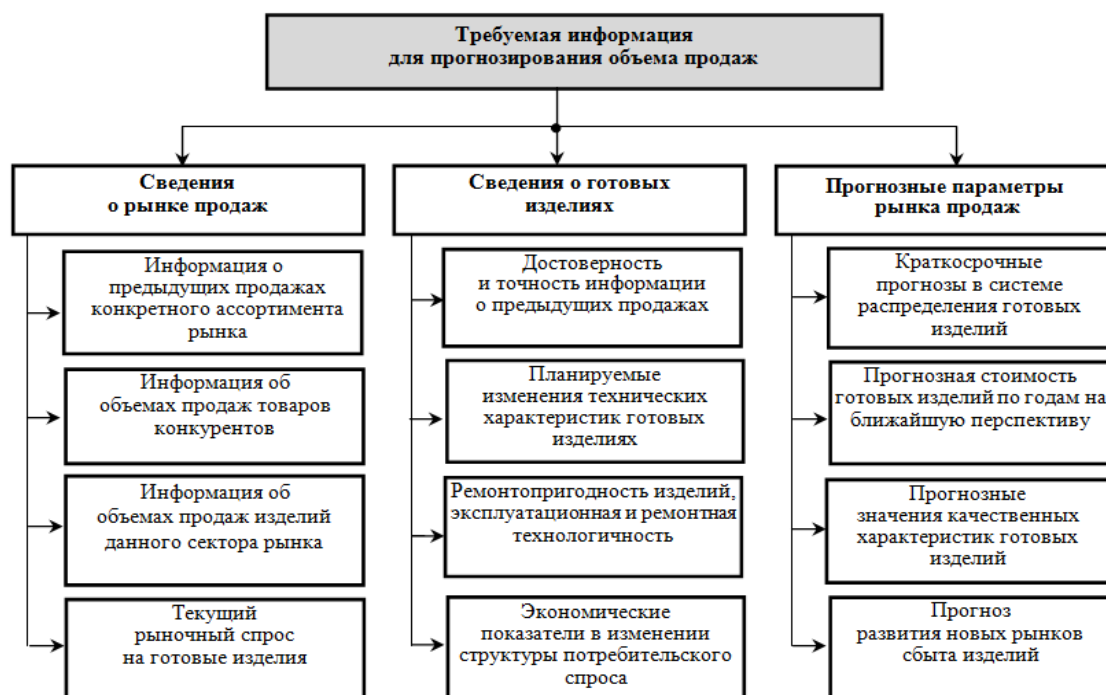 Требуемая информация
для прогнозирования объема продаж
Сведения
о рынке продаж
Информация о
предыдущих продажах
конкретного ассортимента
рынка
Информация об
объемах продаж товаров
конкурентов
Информация об
объемах продаж изделий
данного сектора рынка
Текущий
рыночный спрос
на готовые изделия
Сведения о готовых
изделиях
Достоверность
и точность информации
о предыдущих продажах
Планируемые
изменения технических
характеристик готовых
изделиях
Ремонтопригодность изделий,
эксплуатационная и ремонтная
технологичность
Экономические
показатели в изменении
структуры потребительского
спроса
Прогнозные параметры
рынка продаж
Краткосрочные
прогнозы в системе
распределения готовых
изделий
Прогнозная стоимость
готовых изделий по годам на
ближайшую перспективу
Прогнозные
значения качественных
характеристик готовых
изделий
Прогноз
развития новых рынков
сбыта изделий